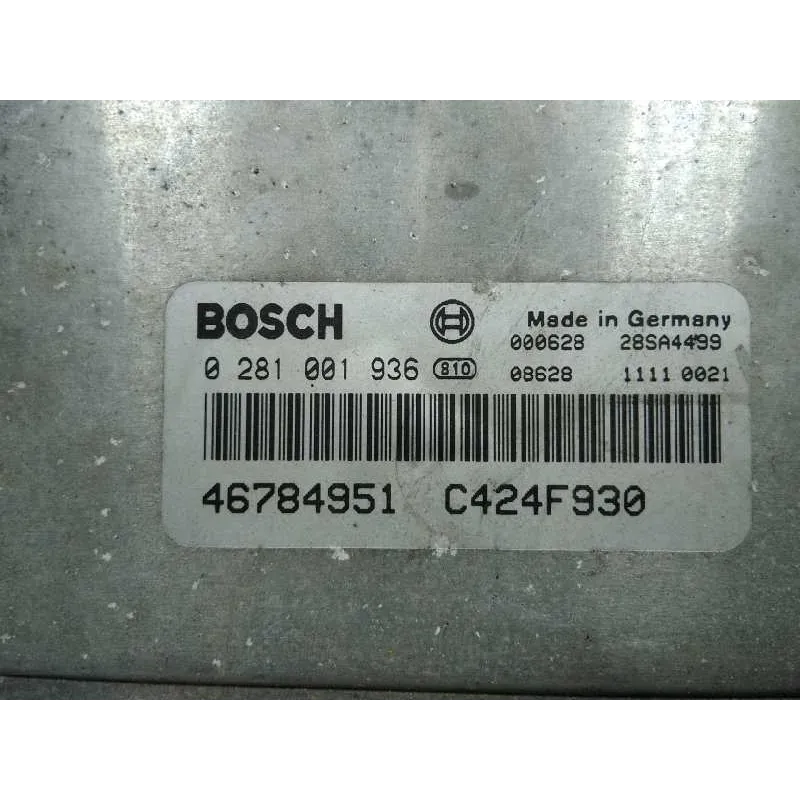 BOSCH Made in Germany
000628 28SA4499
0 281 001 936 810 08628 1111 0021
46784951 C424F930